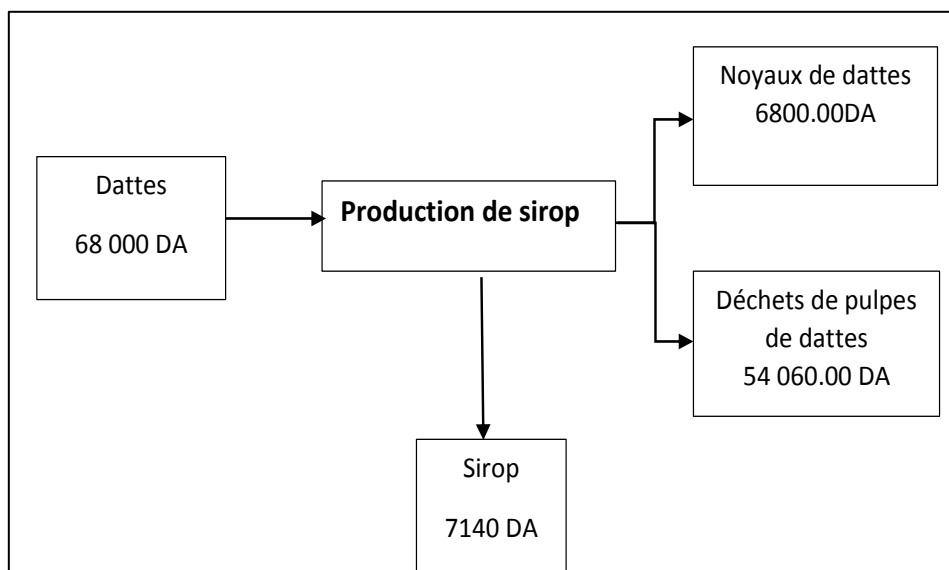 Dattes
68 000 DA
Production de sirop
Noyaux de dattes
6800.00DA
Déchets de pulpes
de dattes
54 060.00 DA
Sirop
7140 DA